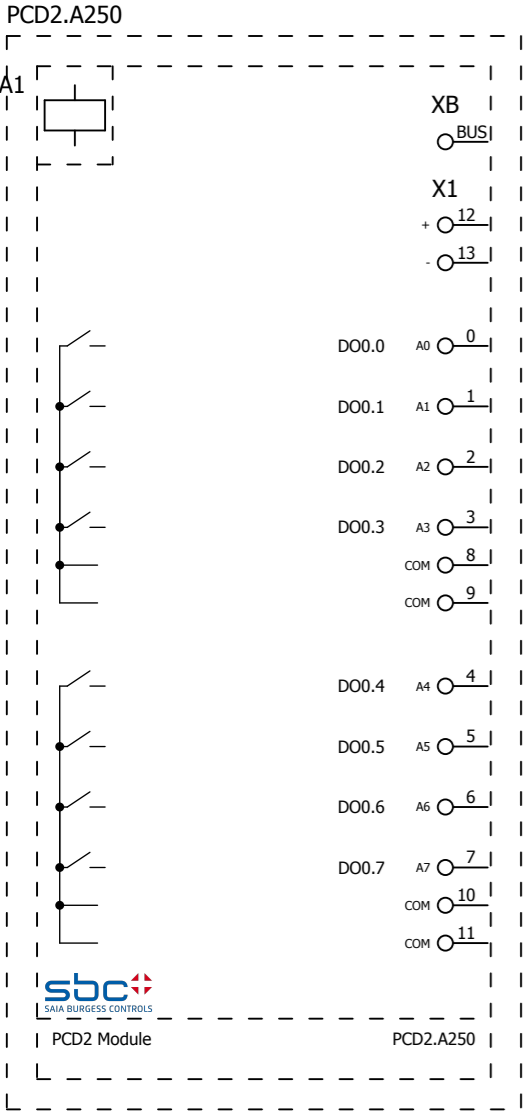 PCD2.A250
A1
XB
BUS
X1
+ 12
- 13
DO0.0 A0 0
DO0.1 A1 1
DO0.2 A2 2
DO0.3 A3 3
COM 8
COM 9
DO0.4 A4 4
DO0.5 A5 5
DO0.6 A6 6
DO0.7 A7 7
COM 10
COM 11
sbc
SAIA BURGESS CONTROLS
PCD2 Module PCD2.A250